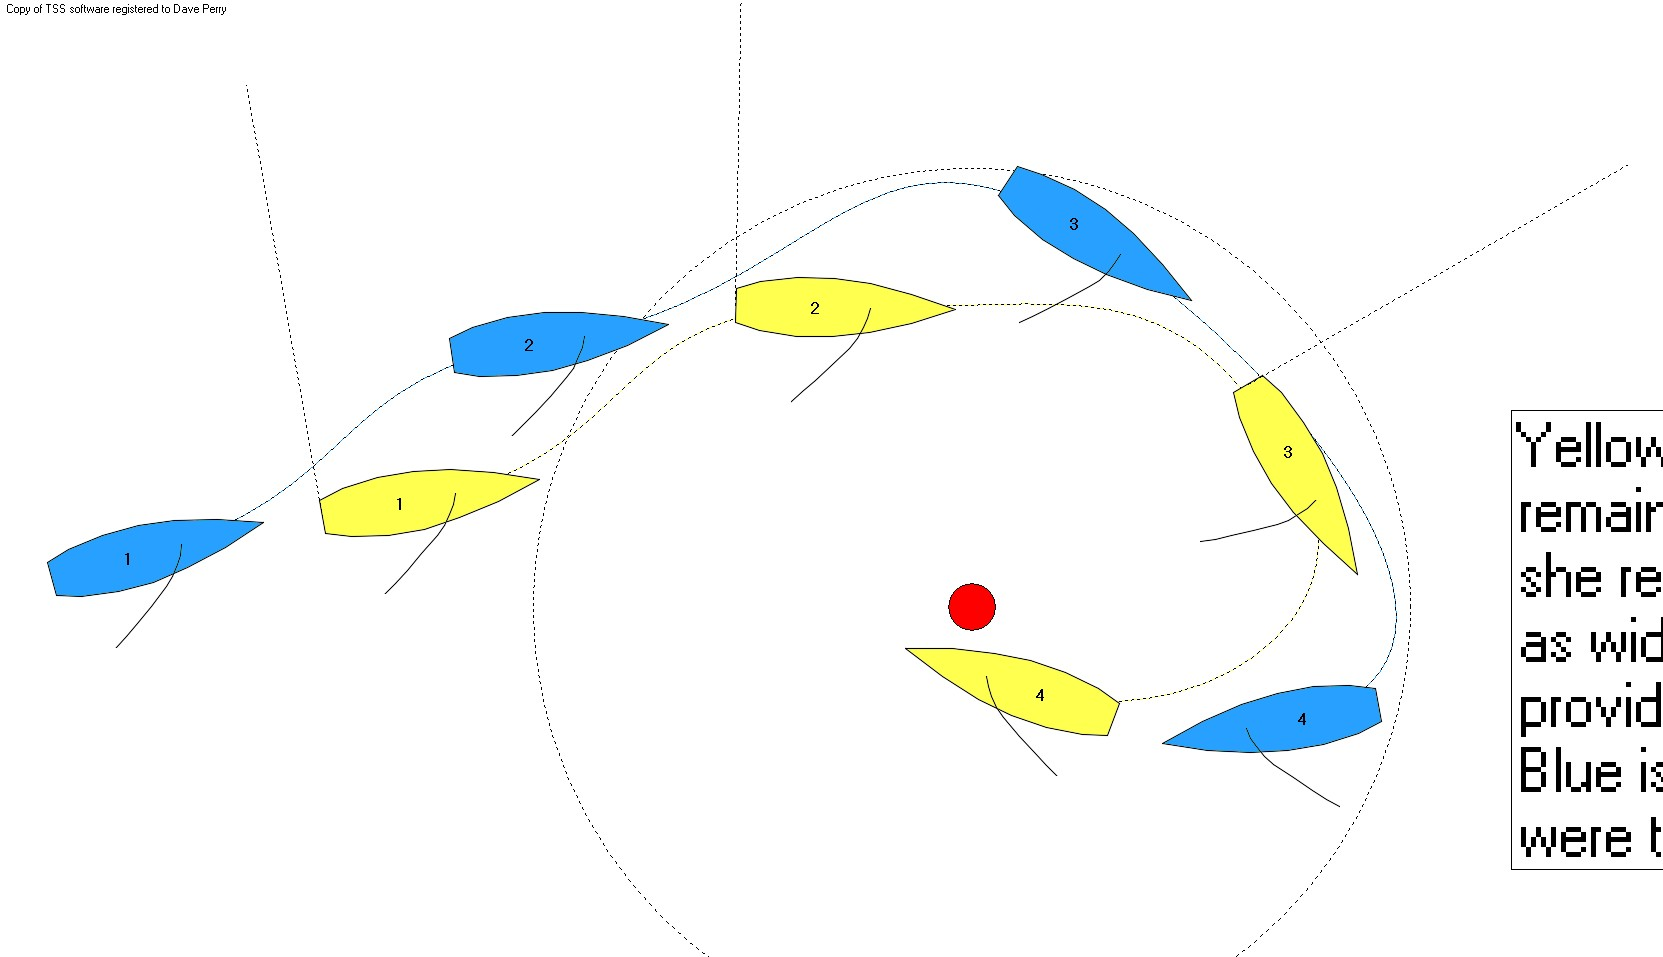 Copy of TSS software registered to Dave Perry
3
2
2
3
1
1
4
4
Yellow
remain
she re
as wid
provid
Blue is
were t